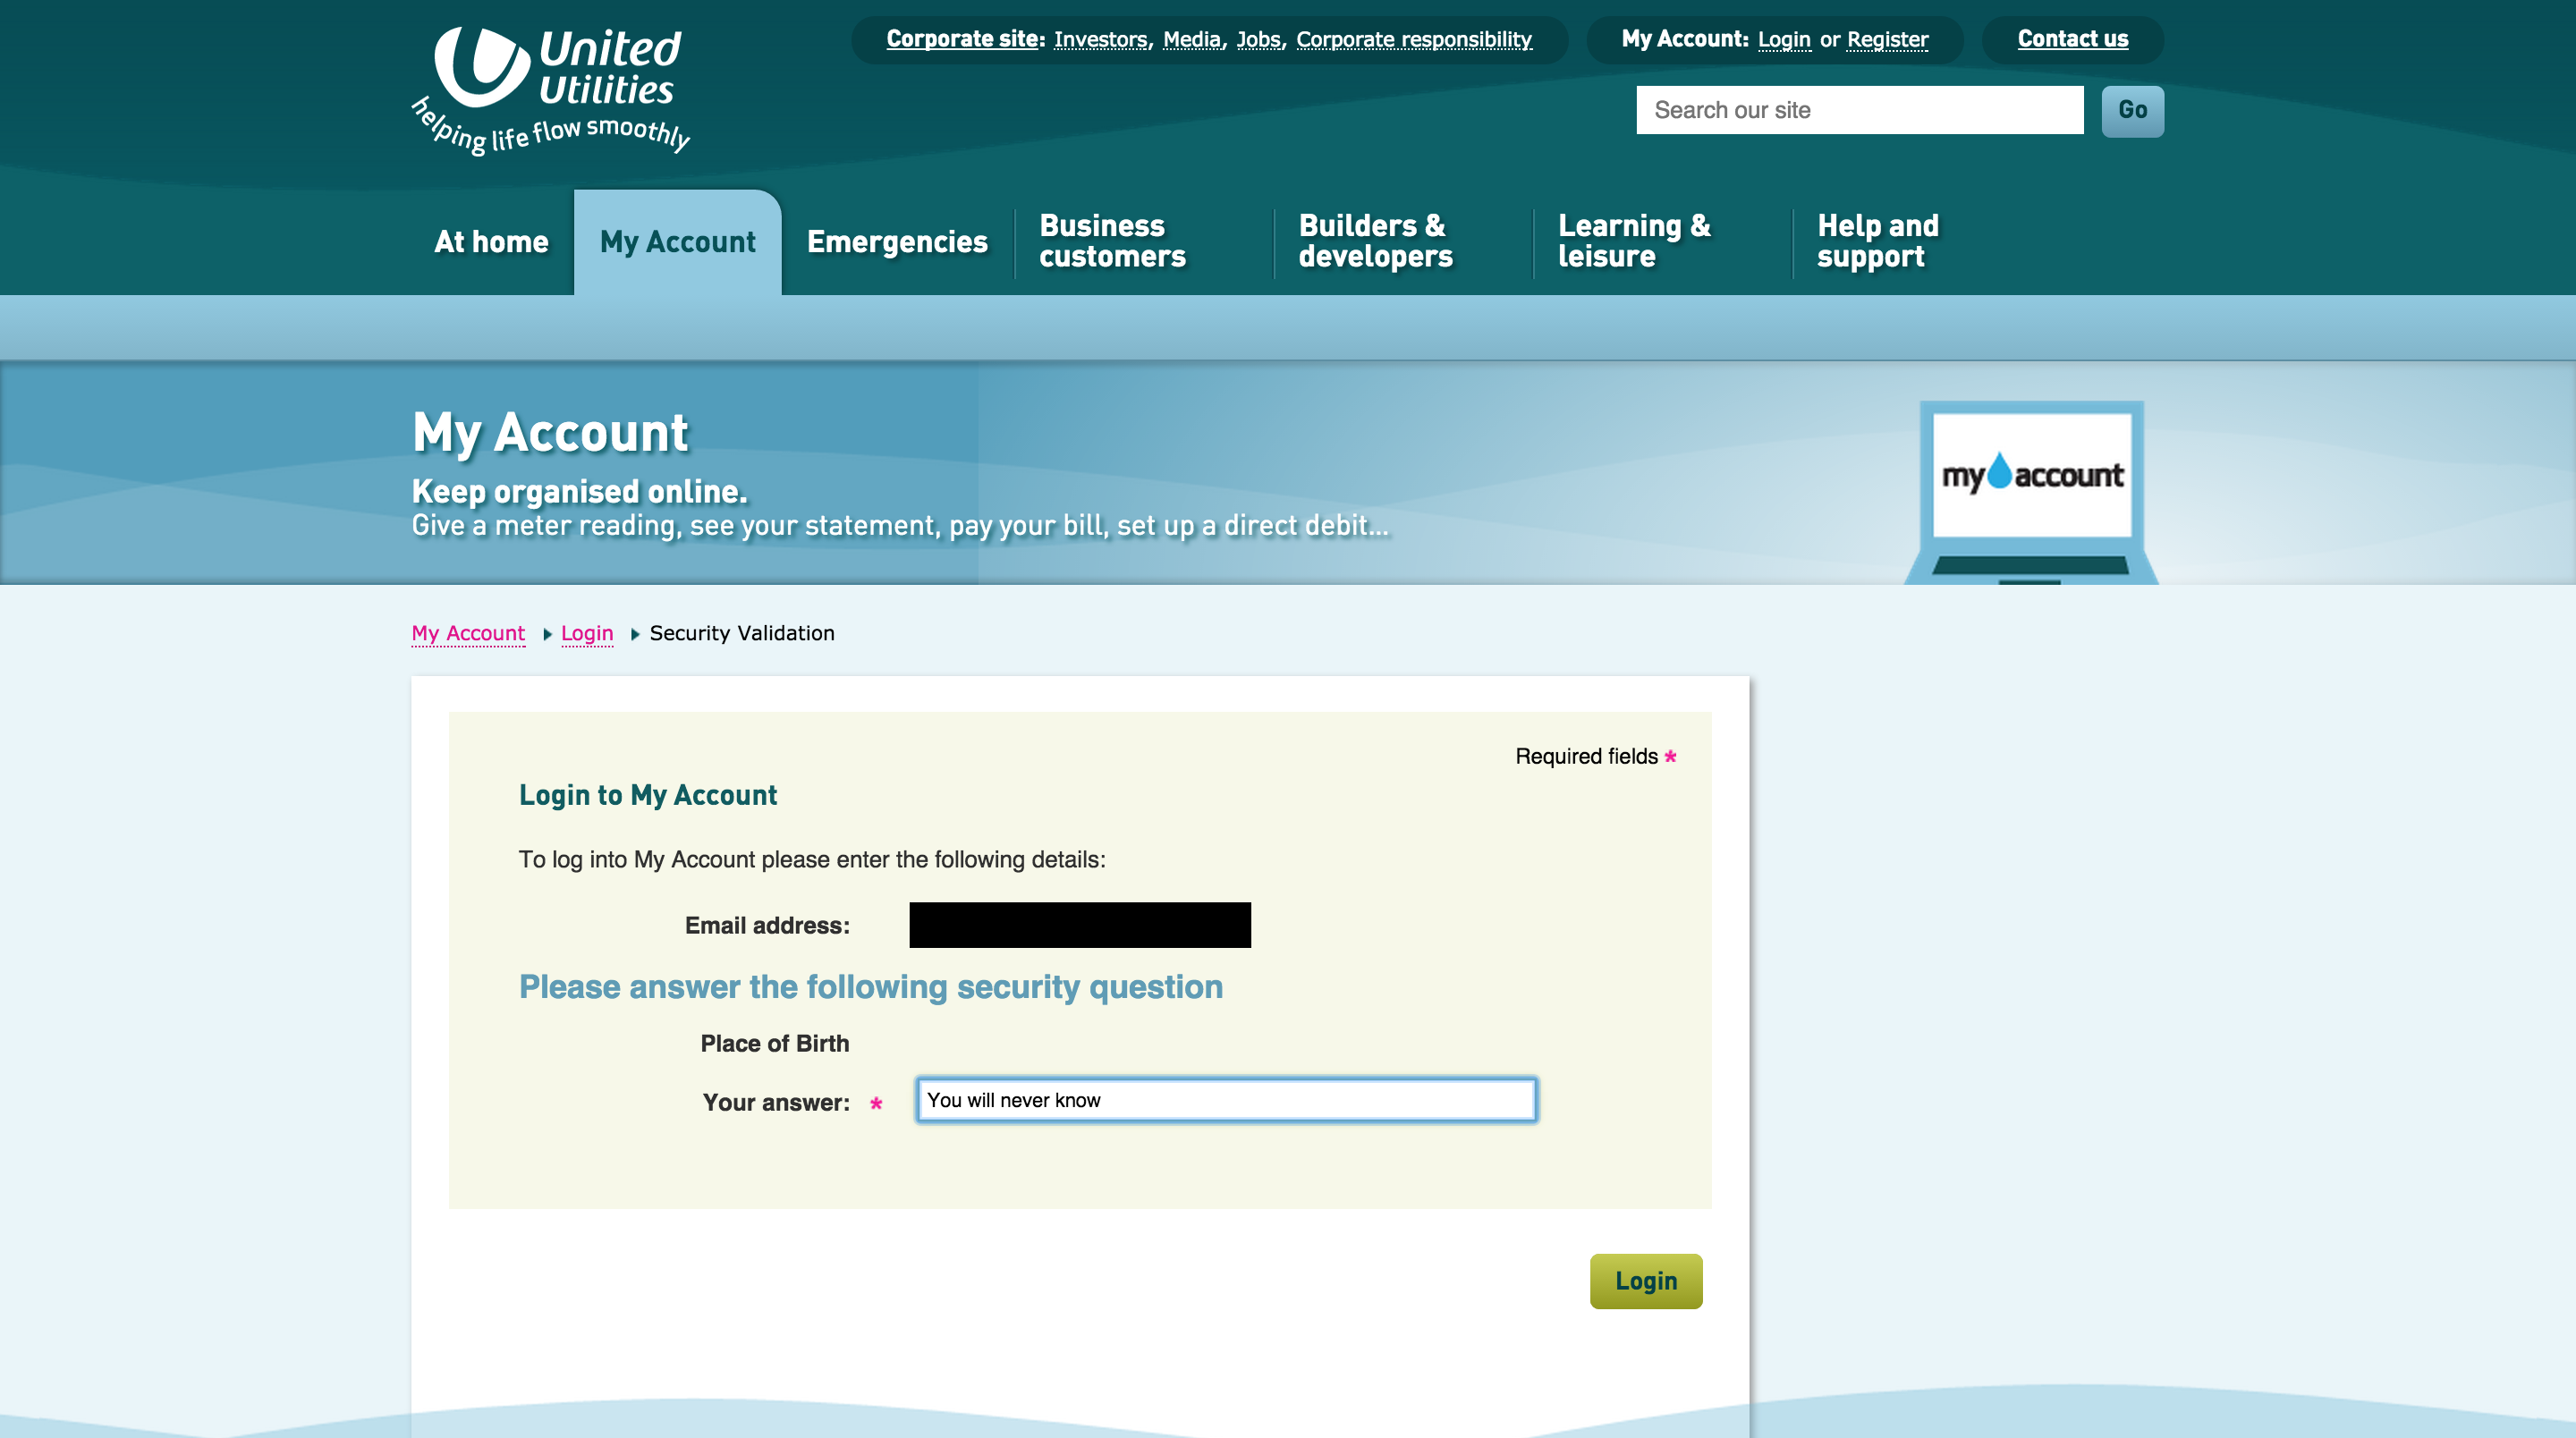 United
Utilities
helping life flow smoothly
Corporate site: Investors, Media, Jobs, Corporate responsibility
My Account: Login or Register
Contact us
Search our site
Go
At home
My Account
Emergencies
Business
customers
Builders &
developers
Learning &
leisure
Help and
support
My Account
Keep organised online.
Give a meter reading, see your statement, pay your bill, set up a direct debit...
my account
My Account Login Security Validation
Required fields *
Login to My Account
To log into My Account please enter the following details:
Email address:
Please answer the following security question
Place of Birth
Your answer: * You will never know
Login